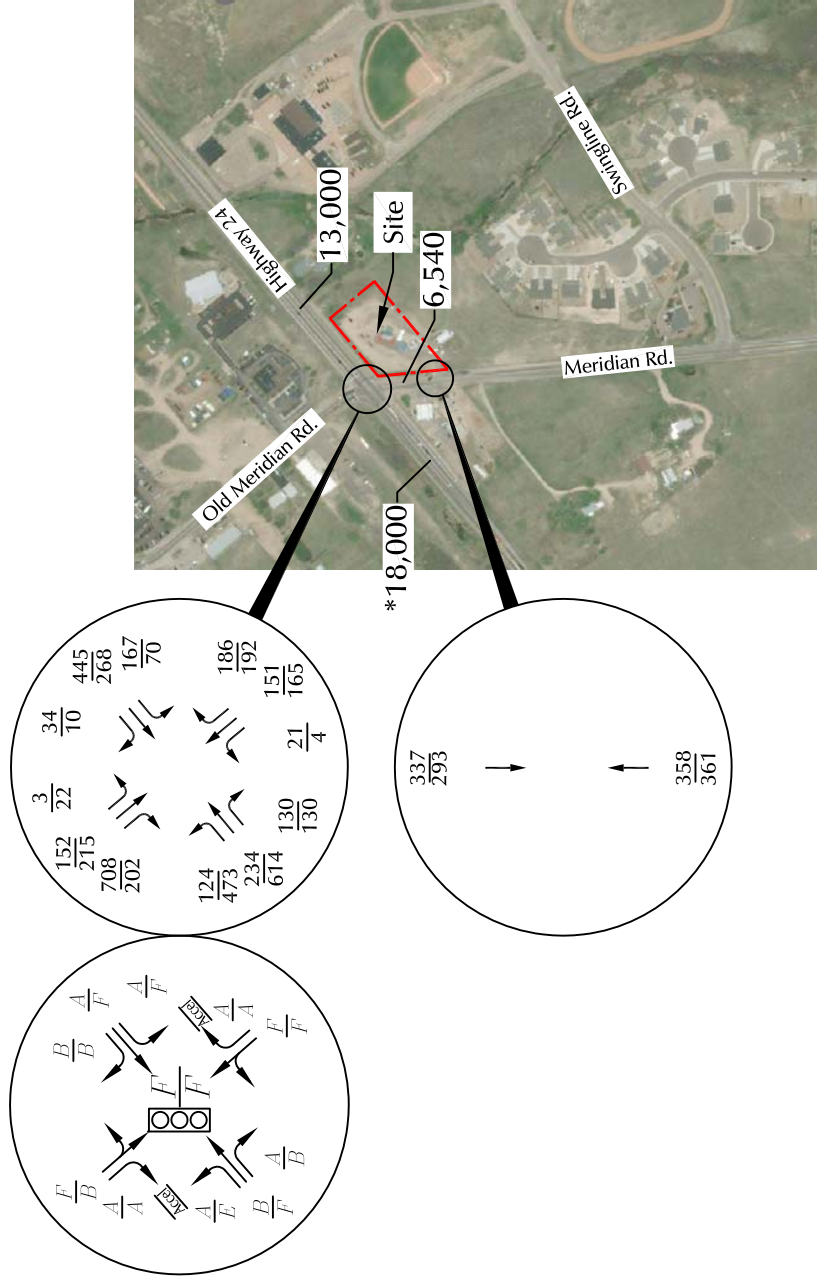 Swingline Rd.
Highway 24
13,000
Site
6,540
Meridian Rd.
Old Meridian Rd.
*18,000
445
268
167
70
186
192
34
10
151
165
21
4
3
22
152
215
708
202
130
130
234
614
124
473
337
293
358
361
A
F
A
F
B
B
Accel
A
A
F
F
F
F
F
B
A
A
Accel
A
E
B
F
A
B